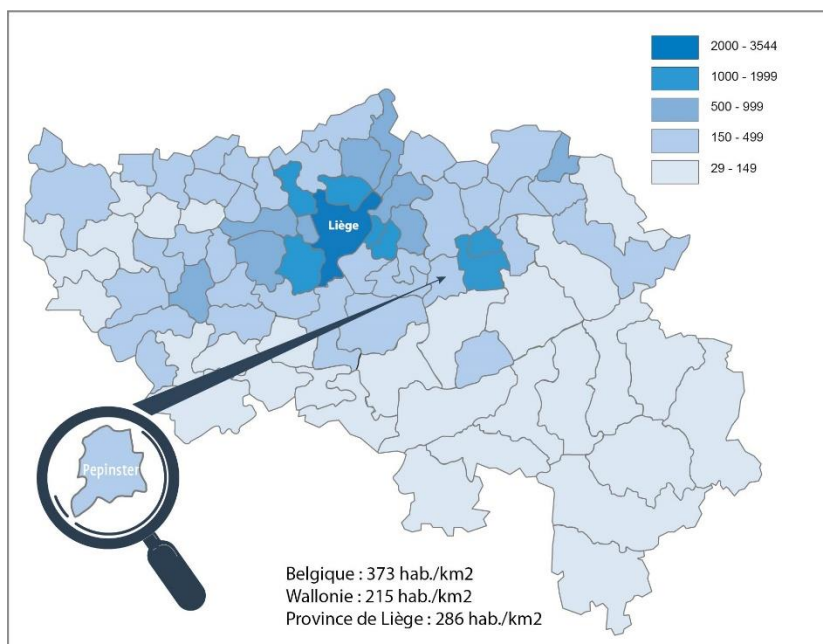 2000 - 3544
1000 - 1999
500 - 999
150 - 499
29 - 149
Liège
Pepinster
Belgique : 373 hab./km2
Wallonie : 215 hab./km2
Province de Liège : 286 hab./km2